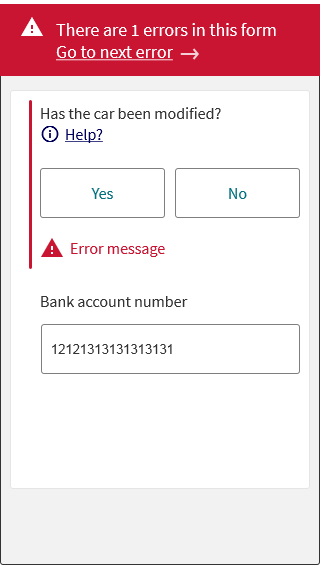 There are 1 errors in this form
Go to next error →
Has the car been modified?
Help?
Yes
No
Error message
Bank account number
12121313131313131